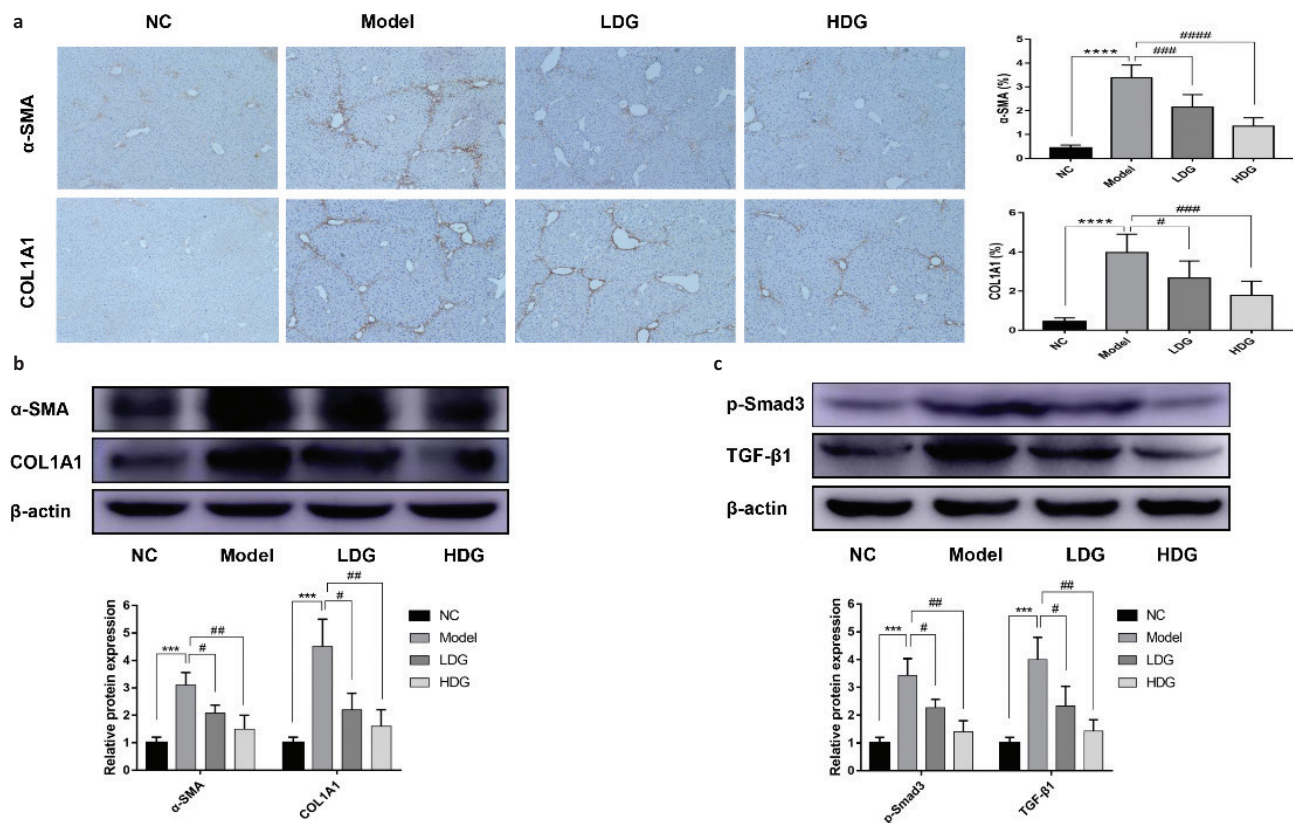 a
NC
Model
LDG
HDG
α-SMA
COL1A1
α-SMA (%)
5
4
3
2
1
0
****
###
####
NC
Model
LDG
HDG
COL1A1 (%)
6
4
2
0
****
#
###
NC
Model
LDG
HDG
b
α-SMA
COL1A1
β-actin
NC
Model
LDG
HDG
Relative protein expression
6
5
4
3
2
1
0
***
#
##
***
#
##
α-SMA
COL1A1
NC
Model
LDG
HDG
c
p-Smad3
TGF-β1
β-actin
NC
Model
LDG
HDG
Relative protein expression
6
5
4
3
2
1
0
***
#
##
***
#
##
p-Smad3
TGF-β1
NC
Model
LDG
HDG